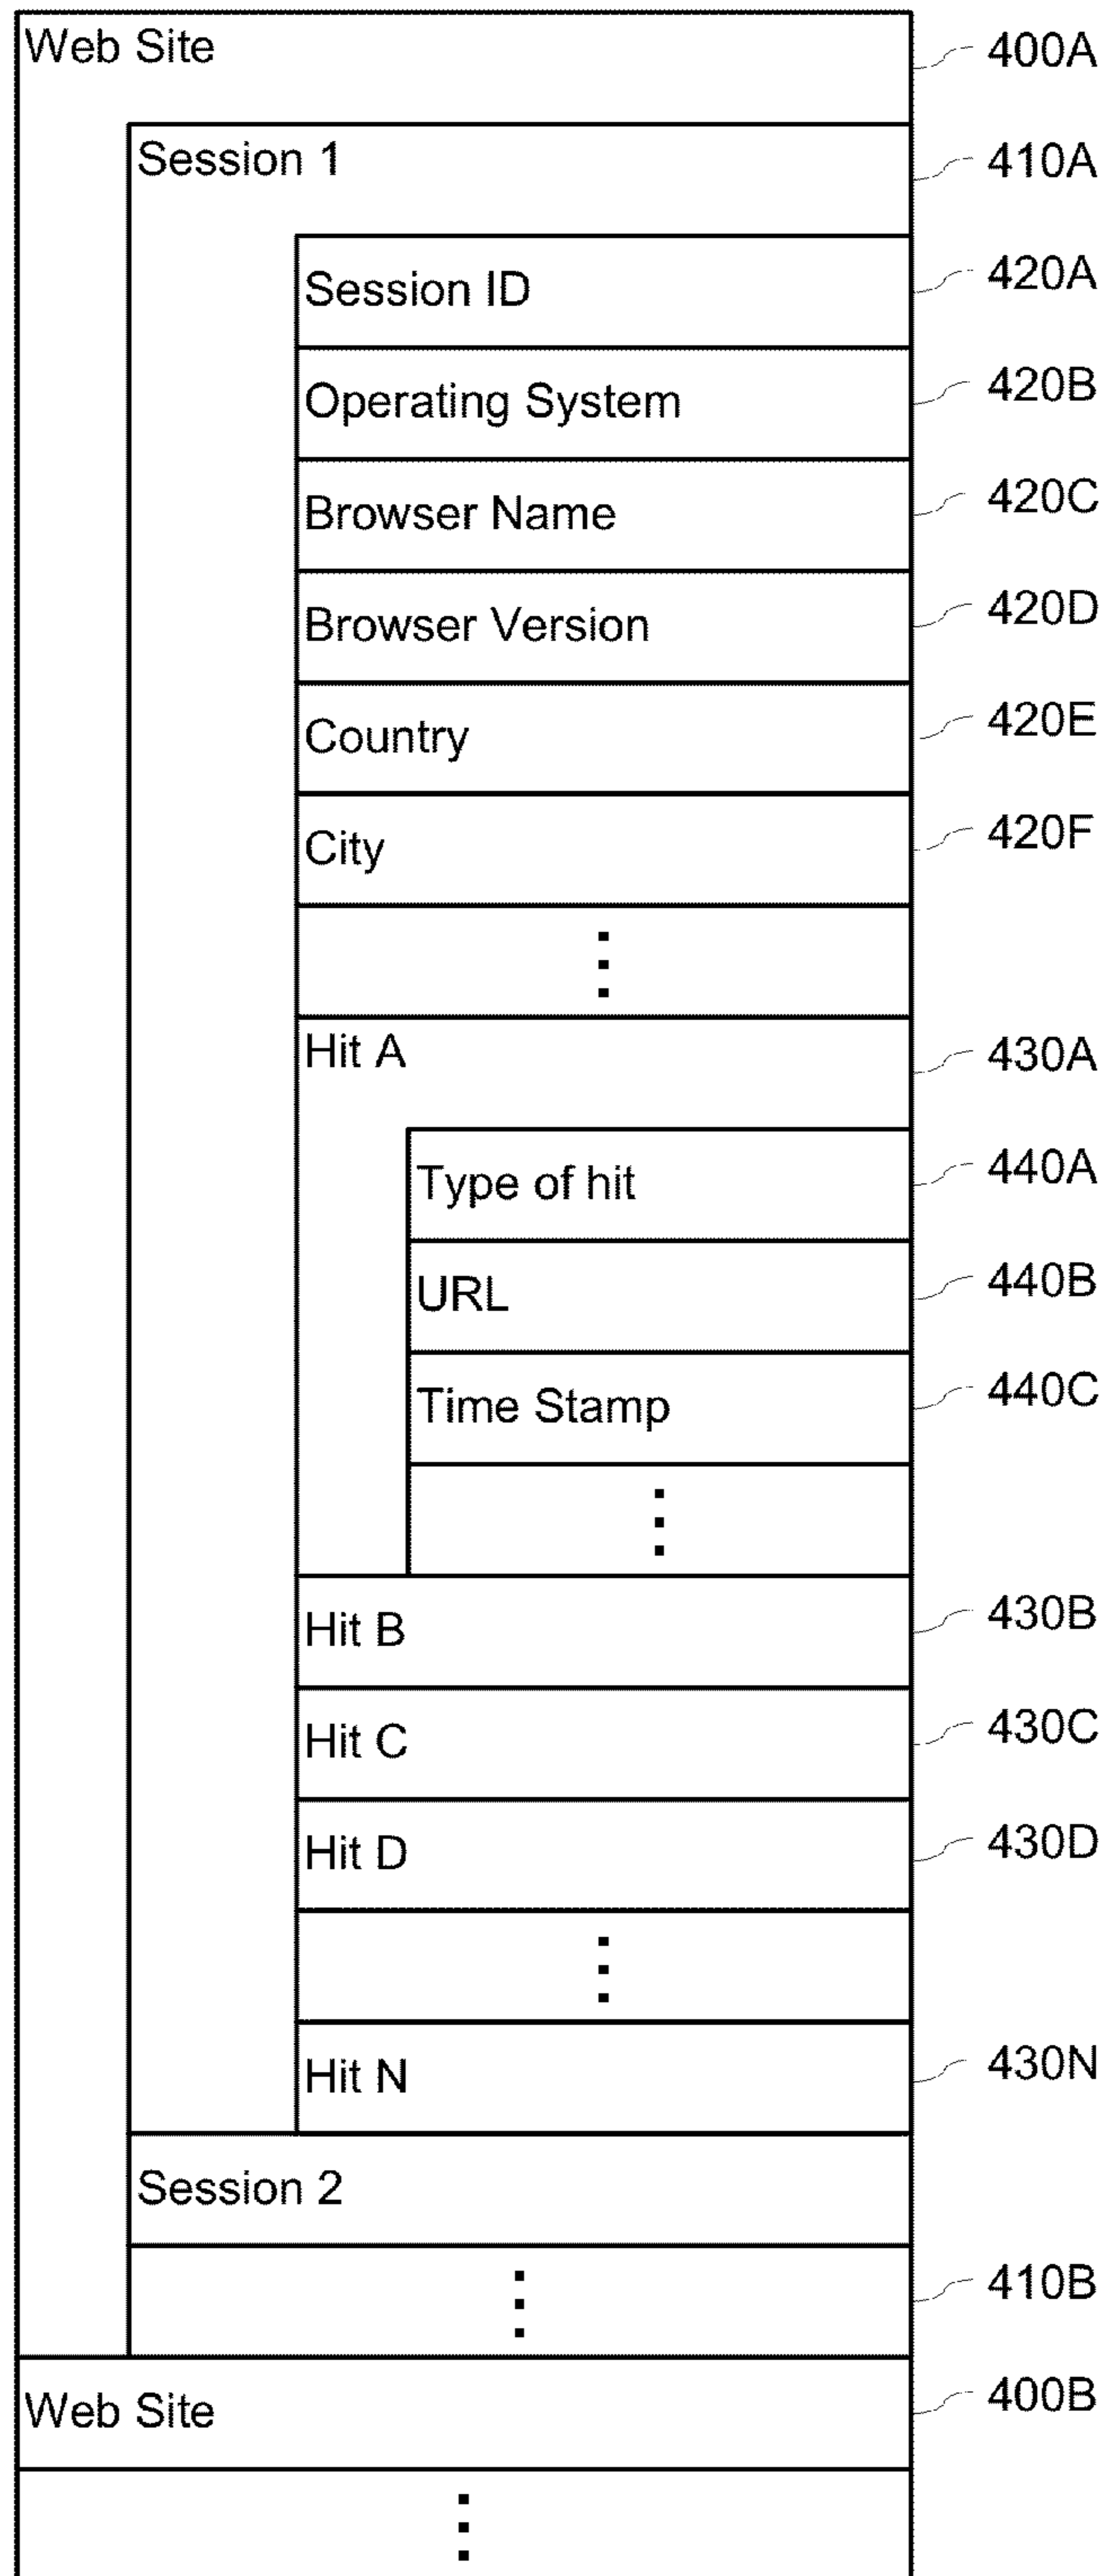 Web Site
400A
Session 1
410A
Session ID
420A
Operating System
420B
Browser Name
420C
Browser Version
420D
Country
420E
City
420F
Hit A
430A
Type of hit
440A
URL
440B
Time Stamp
440C
Hit B
430B
Hit C
430C
Hit D
430D
Hit N
430N
Session 2
410B
Web Site
400B